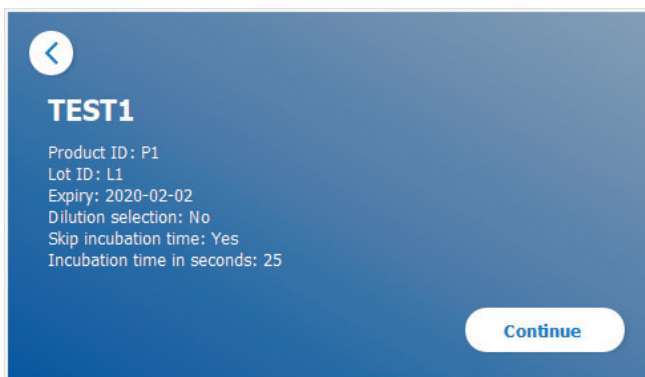 TEST1
Product ID: P1
Lot ID: L1
Expiry: 2020-02-02
Dilution selection: No
Skip incubation time: Yes
Incubation time in seconds: 25
Continue